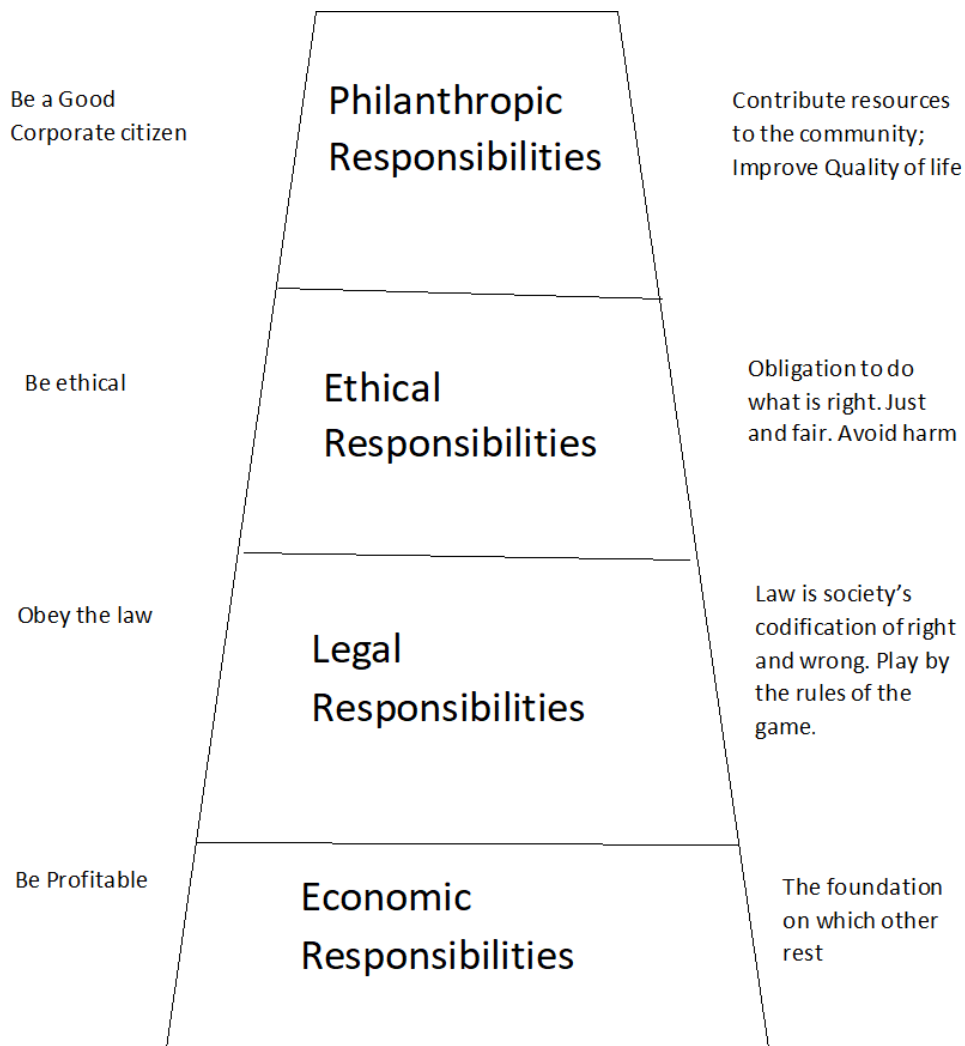 Be a Good
Corporate citizen
Philanthropic
Responsibilities
Contribute resources
to the community;
Improve Quality of life
Be ethical
Ethical
Responsibilities
Obligation to do
what is right. Just
and fair. Avoid harm
Obey the law
Legal
Responsibilities
Law is society’s
codification of right
and wrong. Play by
the rules of the
game.
Be Profitable
Economic
Responsibilities
The foundation
on which other
rest